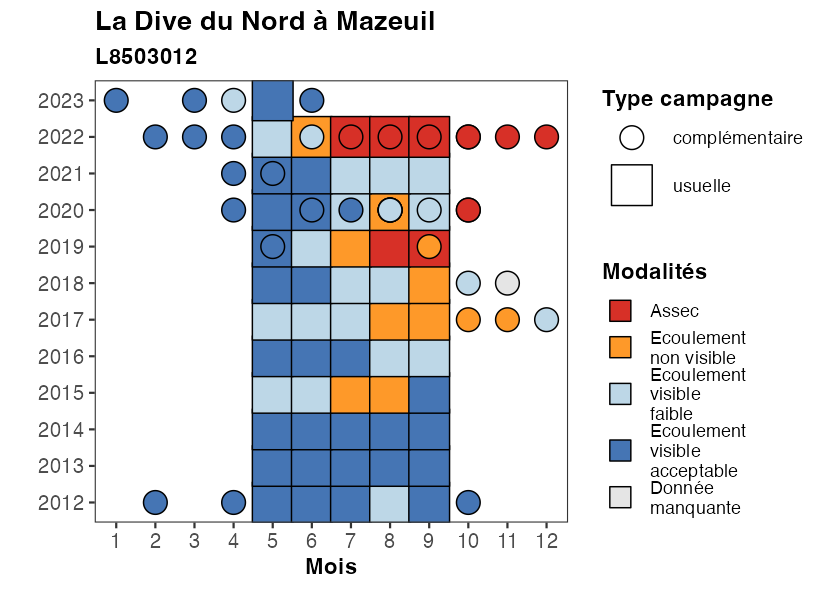 La Dive du Nord à Mazeuil
L8503012
2023
2022
2021
2020
2019
2018
2017
2016
2015
2014
2013
2012
1 2 3 4 5 6 7 8 9 10 11 12
Mois
Type campagne
complémentaire
usuelle
Modalités
Assec
Ecoulement
non visible
Ecoulement
visible
faible
Ecoulement
visible
acceptable
Donnée
manquante